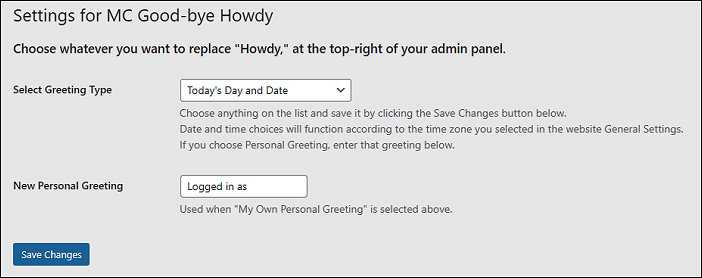 Settings for MC Good-bye Howdy
Choose whatever you want to replace "Howdy," at the top-right of your admin panel.
Select Greeting Type
Today's Day and Date
Choose anything on the list and save it by clicking the Save Changes button below.
Date and time choices will function according to the time zone you selected in the website General Settings.
If you choose Personal Greeting, enter that greeting below.
New Personal Greeting
Logged in as
Used when "My Own Personal Greeting" is selected above.
Save Changes